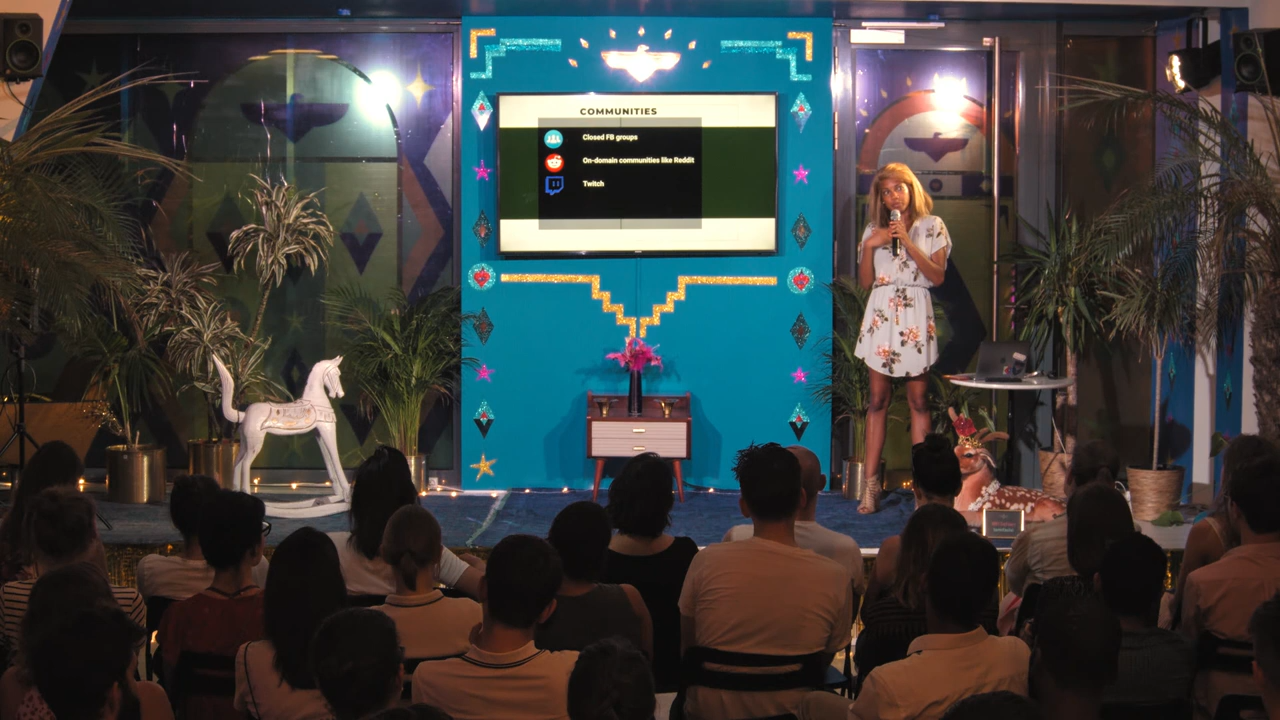 COMMUNITIES
Closed FB groups
On-domain communities like Reddit
Twitch